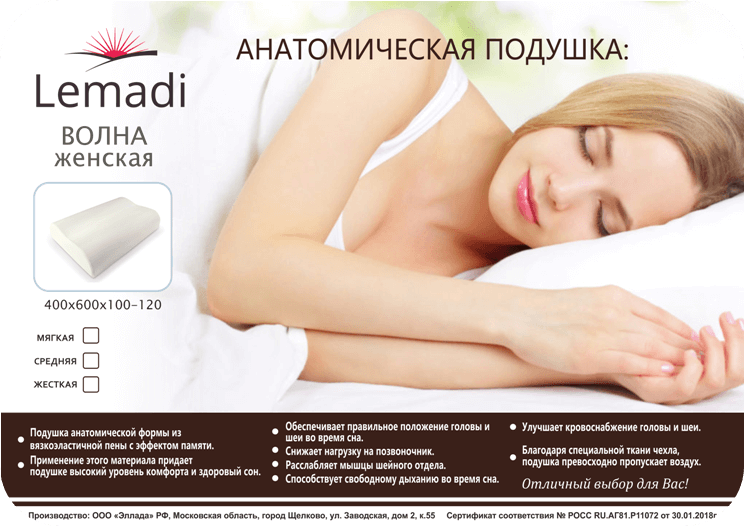 АНАТОМИЧЕСКАЯ ПОДУШКА:
Lemadi
ВОЛНА
женская
400x600x100-120
МЯГКАЯ
СРЕДНЯЯ
ЖЕСТКАЯ
Подушка анатомической формы из
вязкоэластичной пены с эффектом памяти.
Применение этого материала придает
подушке высокий уровень комфорта и здоровый сон.
Обеспечивает правильное положение головы и
шеи во время сна.
Снижает нагрузку на позвоночник.
Расслабляет мышцы шейного отдела.
Способствует свободному дыханию во время сна.
Улучшает кровоснабжение головы и шеи.
Благодаря специальной ткани чехла,
подушка превосходно пропускает воздух.
Отличный выбор для Вас!
Производство: ООО «Эллада» РФ, Московская область, город Щелково, ул. Заводская, дом 2, к.55 Сертификат соответствия № РОСС RU.АГ81.Р11072 от 30.01.2018г